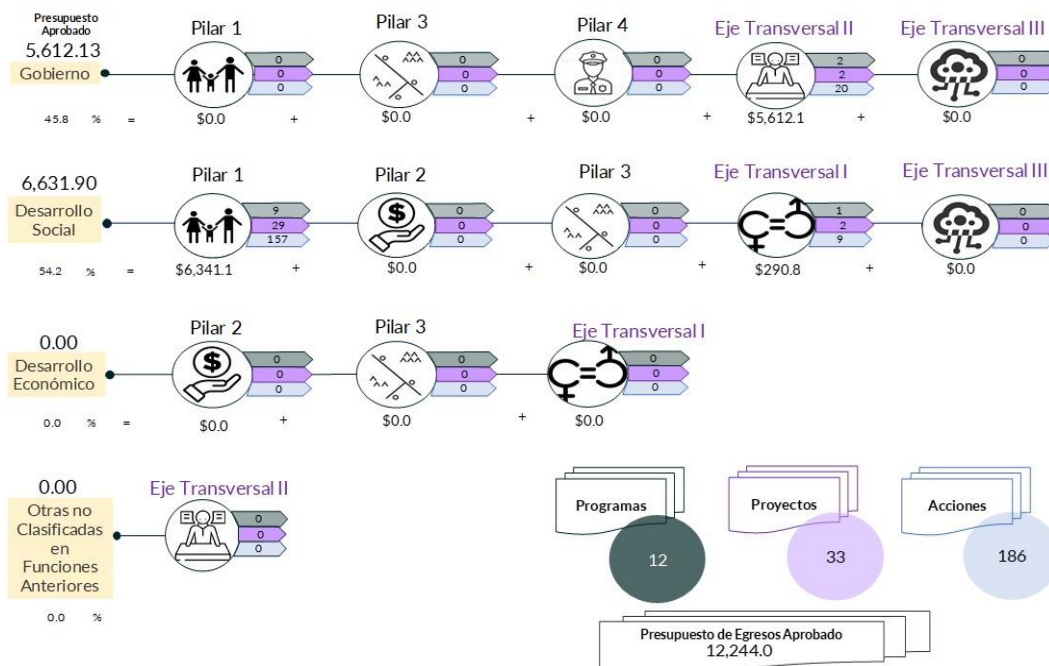 Presupuesto
Aprobado
5,612.13
Gobierno
45.8 % =
Pilar 1
0
0
0
$0.0
+
Pilar 3
0
0
0
$0.0
+
Pilar 4
0
0
0
$0.0
+
Eje Transversal II
2
2
20
$5,612.1
+
Eje Transversal III
0
0
0
$0.0
6,631.90
Desarrollo
Social
54.2 % =
Pilar 1
9
29
157
$6,341.1
+
Pilar 2
$
0
0
0
$0.0
+
Pilar 3
0
0
0
$0.0
+
Eje Transversal I
1
2
9
$290.8
+
Eje Transversal III
0
0
0
$0.0
0.00
Desarrollo
Económico
0.0 % =
Pilar 2
$
0
0
0
$0.0
+
Pilar 3
0
0
0
$0.0
+
Eje Transversal I
0
0
0
$0.0
0.00
Otras no
Clasificadas
en
Funciones
Anteriores
0.0 %
Eje Transversal II
0
0
0
Programas
12
Proyectos
33
Acciones
186
Presupuesto de Egresos Aprobado
12,244.0